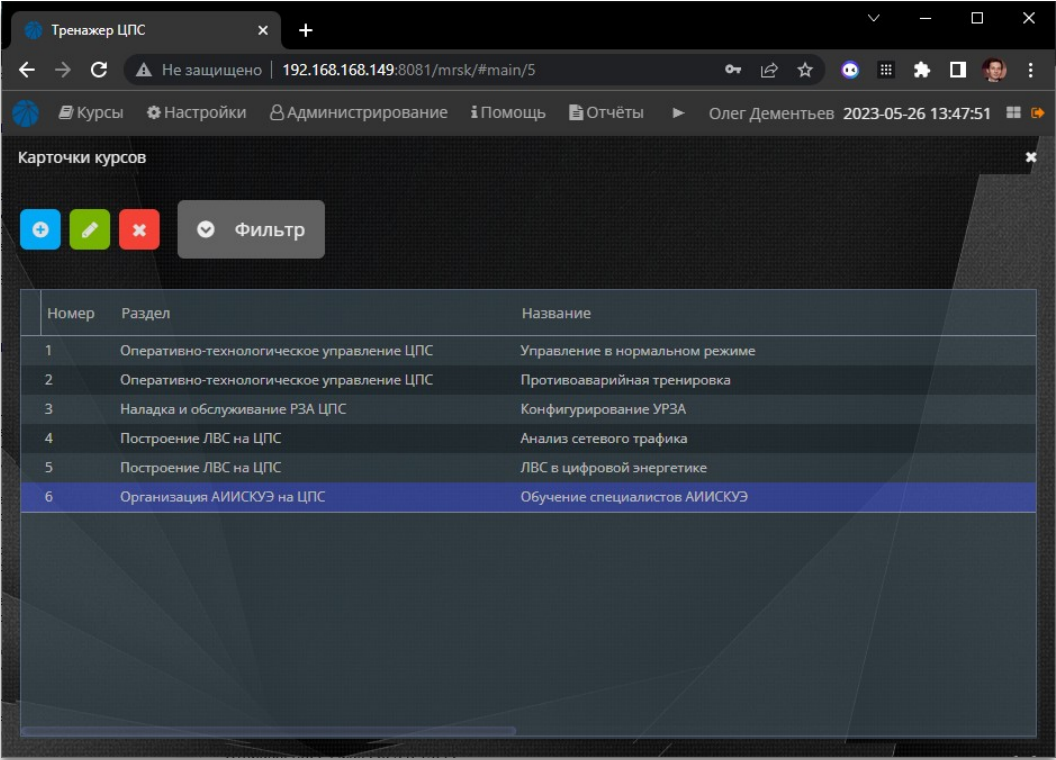 Тренажер ЦПС
Не защищено 192.168.168.149:8081/mrsk/#main/5
Курсы Настройки Администрирование Помощь Отчёты Олег Дементьев 2023-05-26 13:47:51
Карточки курсов
Фильтр
Номер Раздел Название
1 Оперативно-технологическое управление ЦПС Управление в нормальном режиме
2 Оперативно-технологическое управление ЦПС Противоаварийная тренировка
3 Наладка и обслуживание РЗА ЦПС Конфигурирование УРЗА
4 Построение ЛВС на ЦПС Анализ сетевого трафика
5 Построение ЛВС на ЦПС ЛВС в цифровой энергетике
6 Организация АИИСКУЭ на ЦПС Обучение специалистов АИИСКУЭ